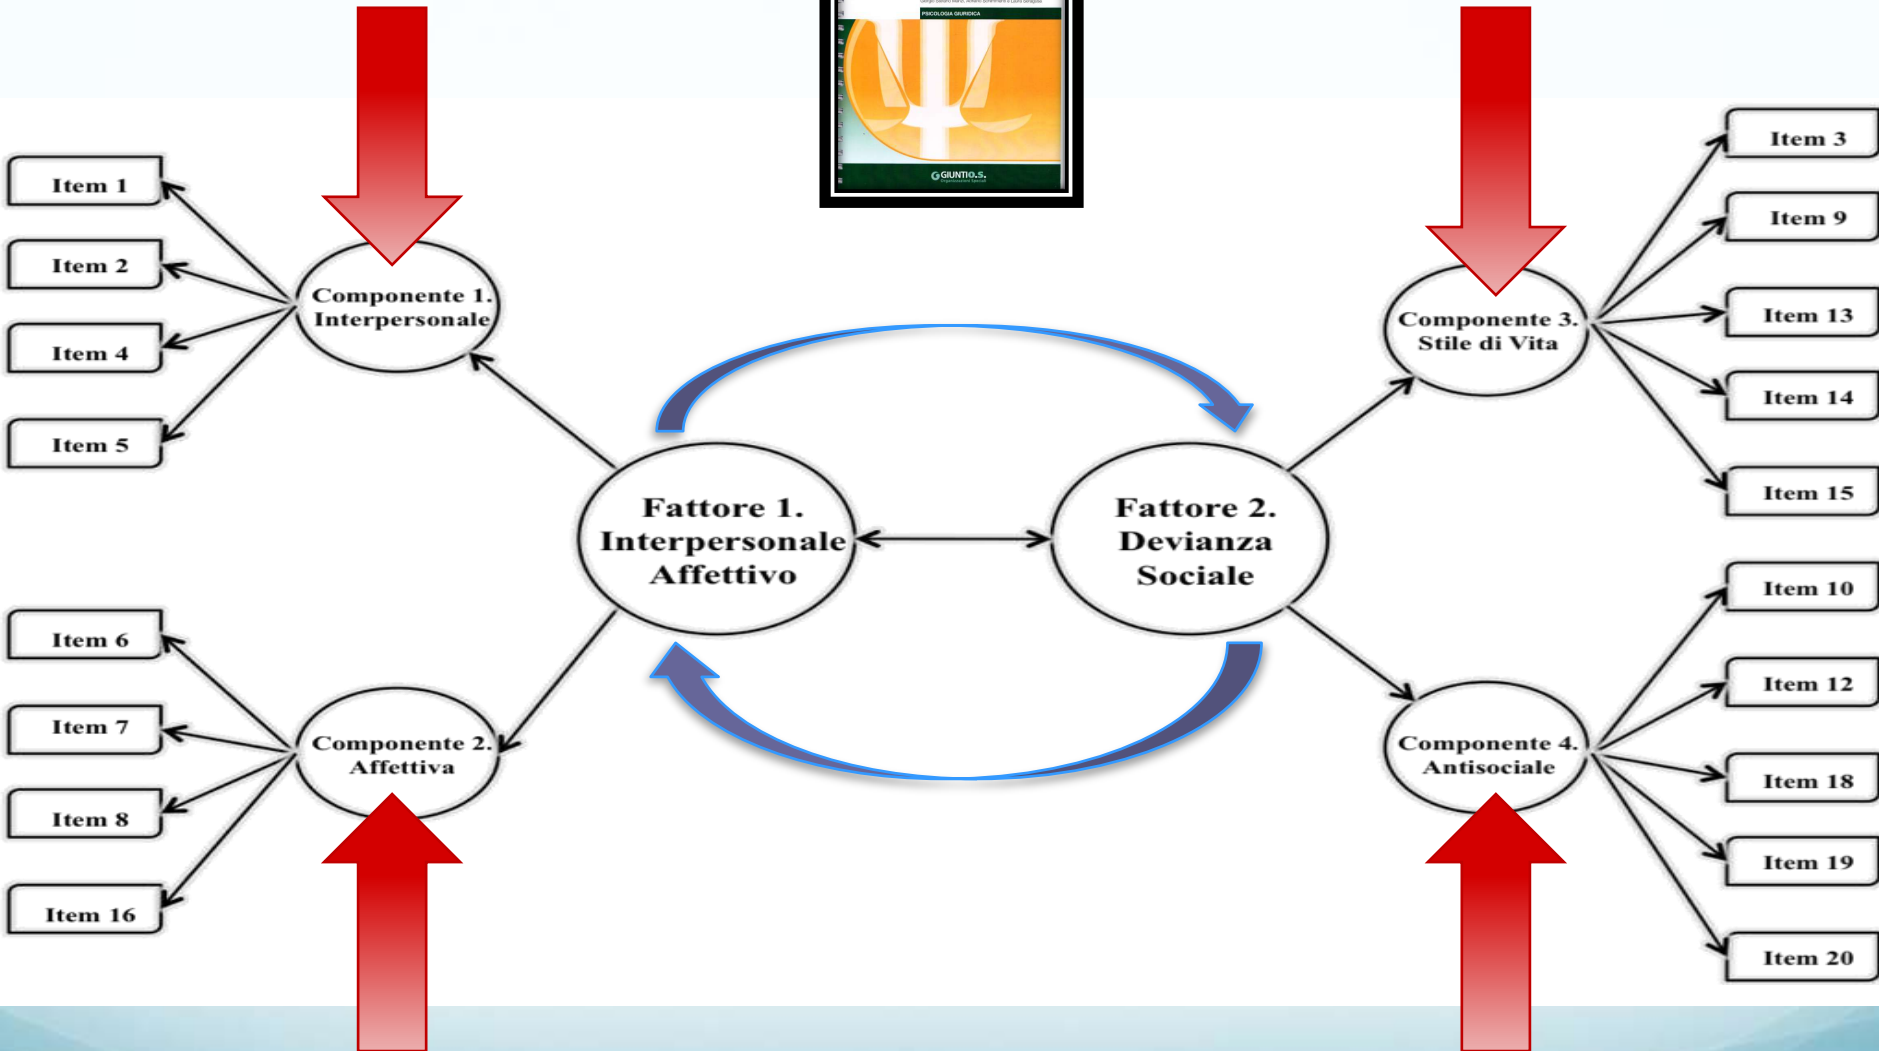 PSICOLOGIA GIURIDICA
GIUNTI O.S.
Organizzazioni Speciali
Item 1
Item 2
Item 4
Item 5
Componente 1.
Interpersonale
Item 6
Item 7
Item 8
Item 16
Componente 2.
Affettiva
Fattore 1.
Interpersonale
Affettivo
Fattore 2.
Devianza
Sociale
Componente 3.
Stile di Vita
Item 3
Item 9
Item 13
Item 14
Item 15
Componente 4.
Antisociale
Item 10
Item 12
Item 18
Item 19
Item 20